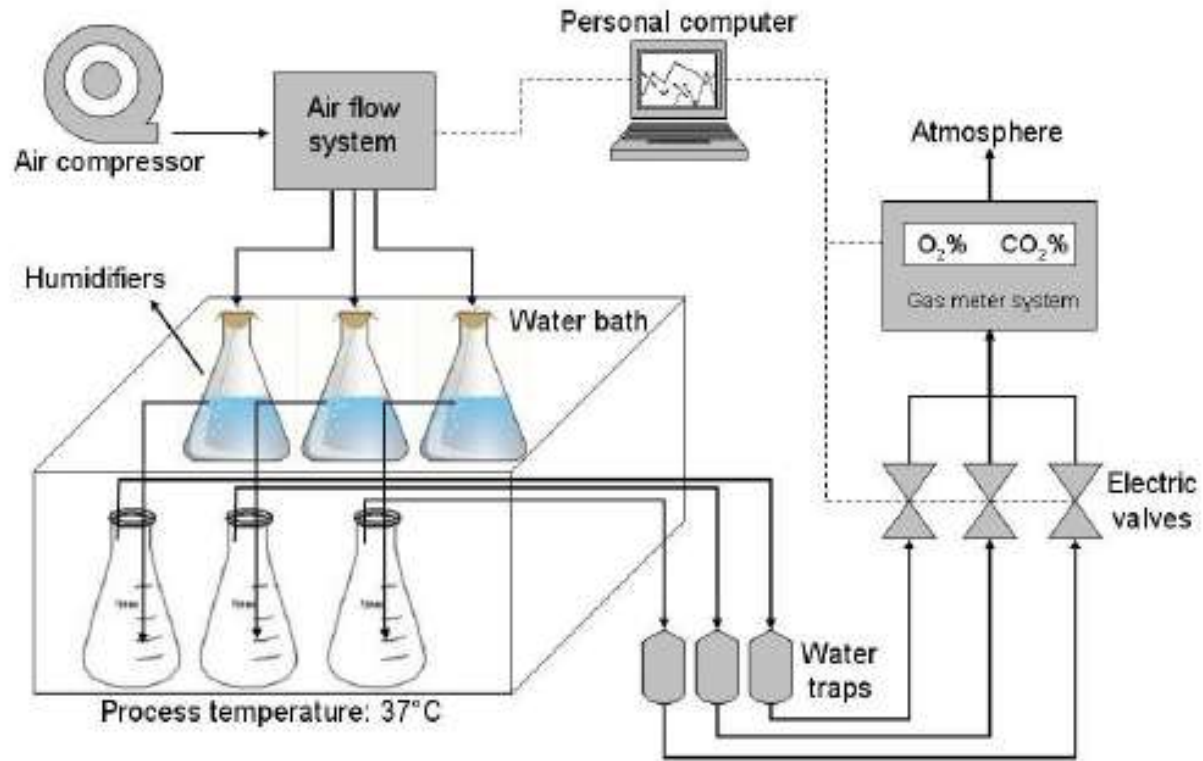 Personal computer
Air flow
system
Air compressor
Atmosphere
O₂% CO₂%
Gas meter system
Humidifiers
Water bath
Electric
valves
Water
traps
Process temperature: 37°C